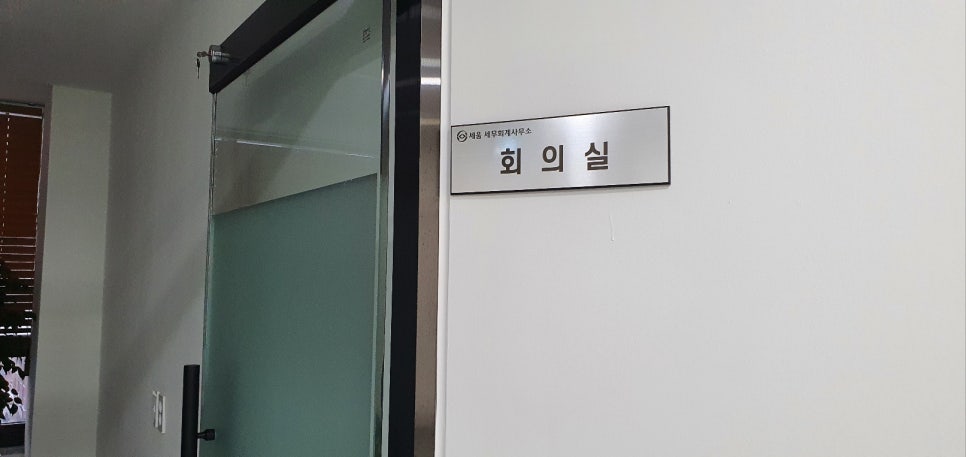 세움 세무회계사무소
회 의 실